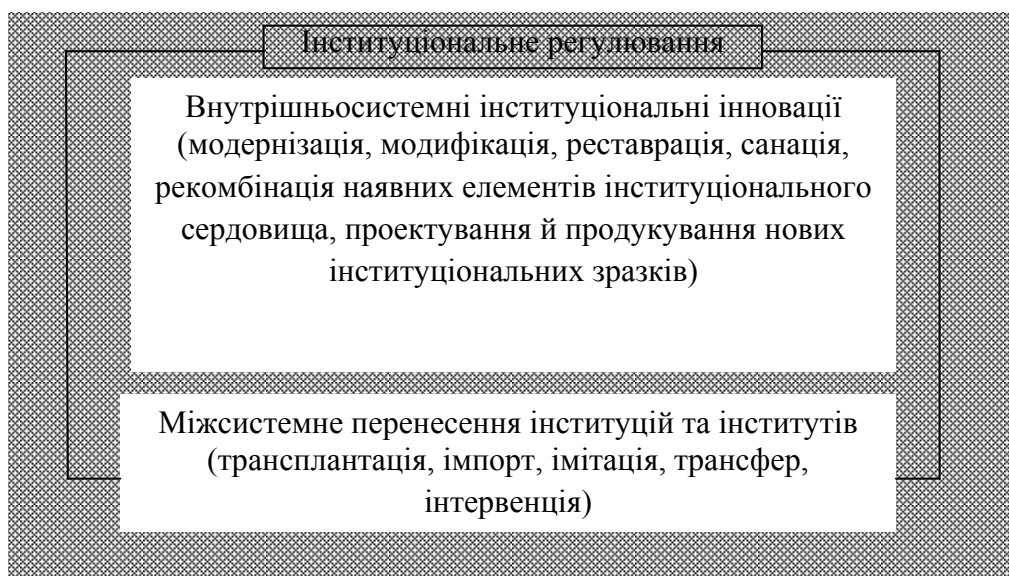 Інституціональне регулювання
Внутрішньосистемні інституціональні інновації
(модернізація, модифікація, реставрація, санація,
рекомбінація наявних елементів інституціонального
сердовища, проектування й продукування нових
інституціональних зразків)
Міжсистемне перенесення інституцій та інститутів
(трансплантація, імпорт, імітація, трансфер,
інтервенція)